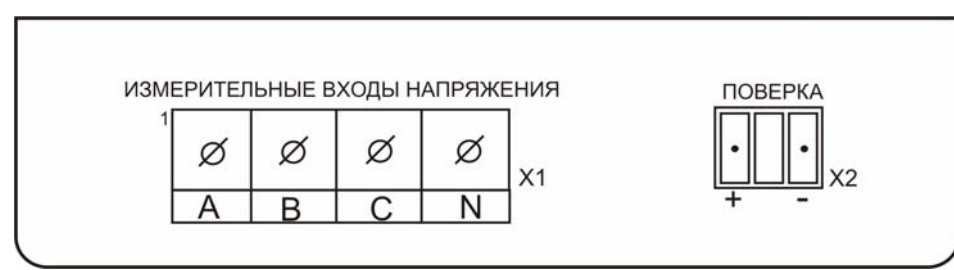 ИЗМЕРИТЕЛЬНЫЕ ВХОДЫ НАПРЯЖЕНИЯ
1
A B C N
X1
ПОВЕРКА
+ -
X2